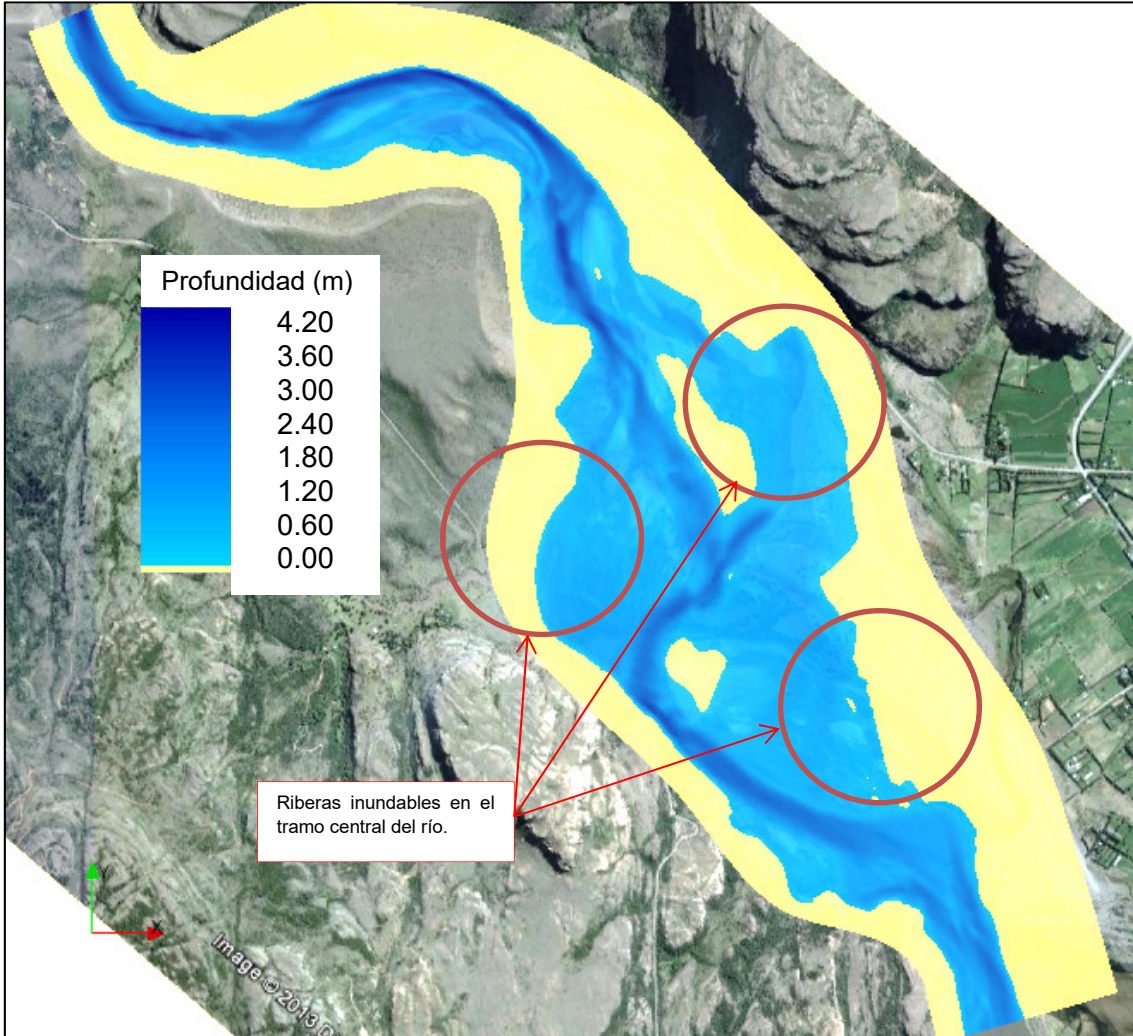 Profundidad (m)
4.20
3.60
3.00
2.40
1.80
1.20
0.60
0.00
Riberas inundables en el
tramo central del río.
Y
X
Image © 2013 D